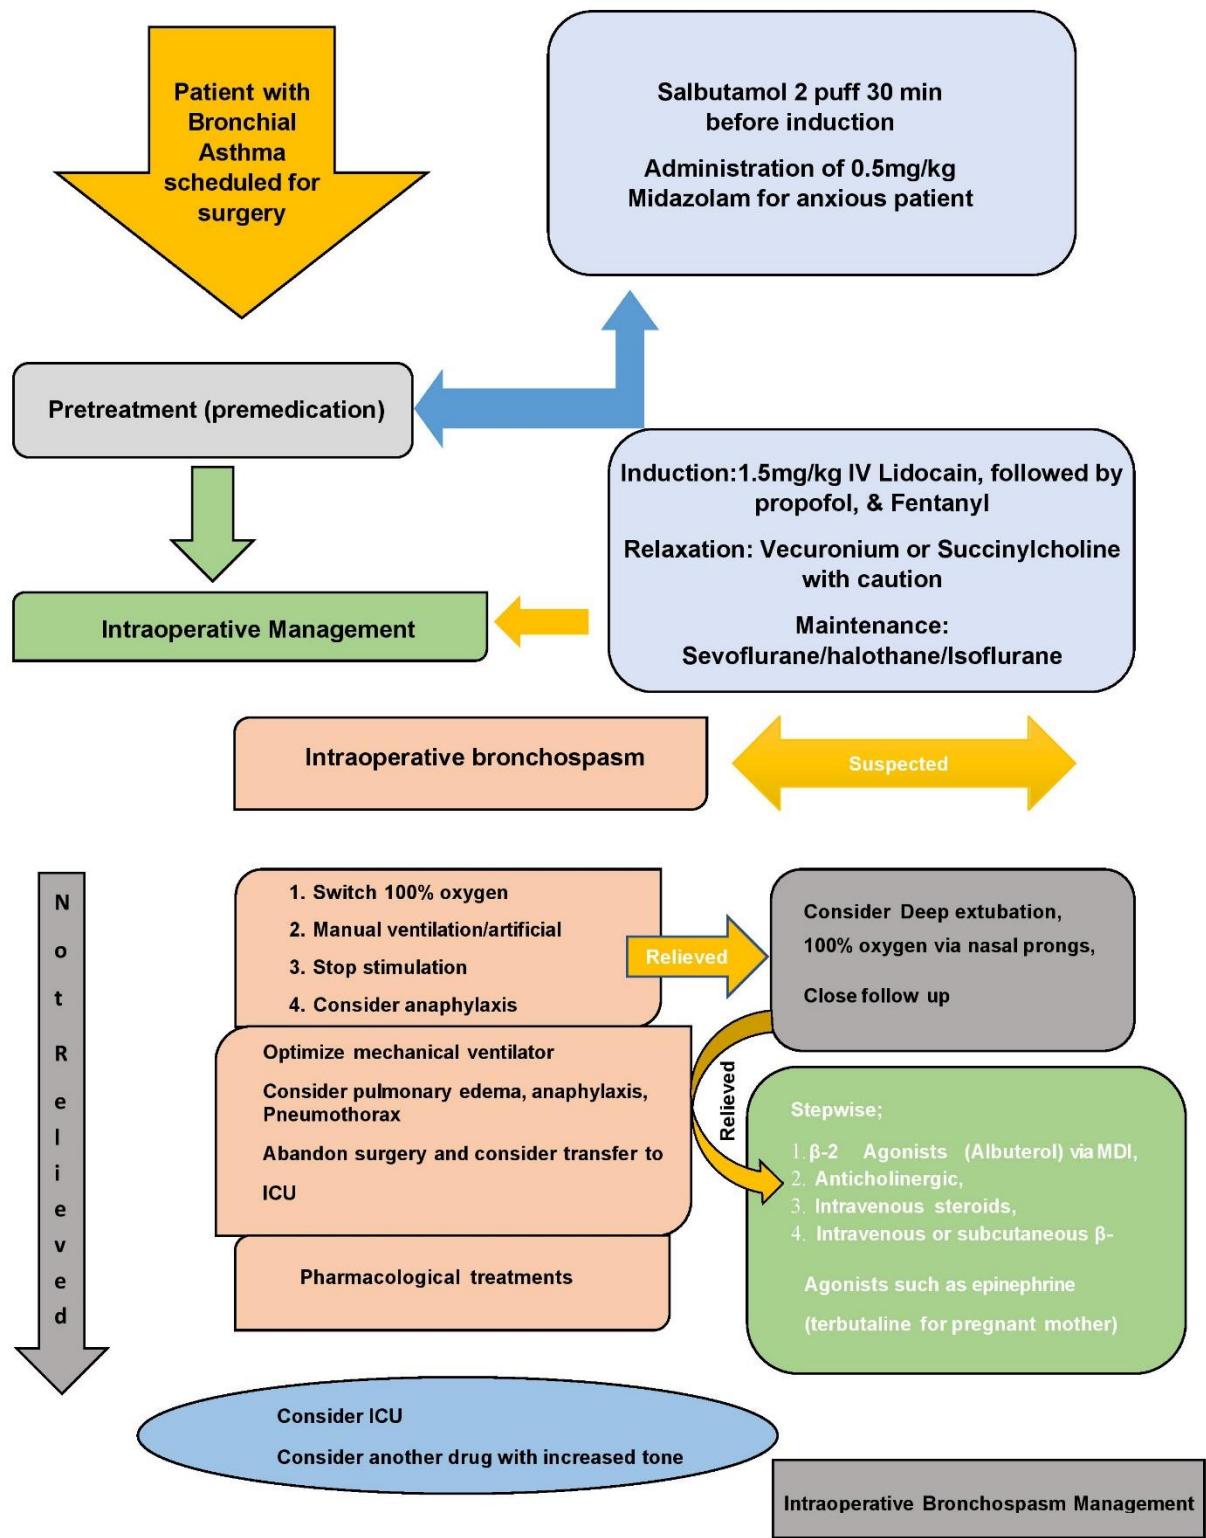 Patient with
Bronchial
Asthma
scheduled for
surgery
Salbutamol 2 puff 30 min
before induction
Administration of 0.5mg/kg
Midazolam for anxious patient
Pretreatment (premedication)
Induction:1.5mg/kg IV Lidocain, followed by
propofol, & Fentanyl
Relaxation: Vecuronium or Succinylcholine
with caution
Maintenance:
Sevoflurane/halothane/Isoflurane
Intraoperative Management
Intraoperative bronchospasm
Suspected
Not Relieved
1. Switch 100% oxygen
2. Manual ventilation/artificial
3. Stop stimulation
4. Consider anaphylaxis
Relieved
Consider Deep extubation,
100% oxygen via nasal prongs,
Close follow up
Optimize mechanical ventilator
Consider pulmonary edema, anaphylaxis,
Pneumothorax
Abandon surgery and consider transfer to
ICU
Relieved
Stepwise;
1. β-2 Agonists (Albuterol) via MDI,
2. Anticholinergic,
3. Intravenous steroids,
4. Intravenous or subcutaneous β-
Agonists such as epinephrine
(terbutaline for pregnant mother)
Pharmacological treatments
Consider ICU
Consider another drug with increased tone
Intraoperative Bronchospasm Management